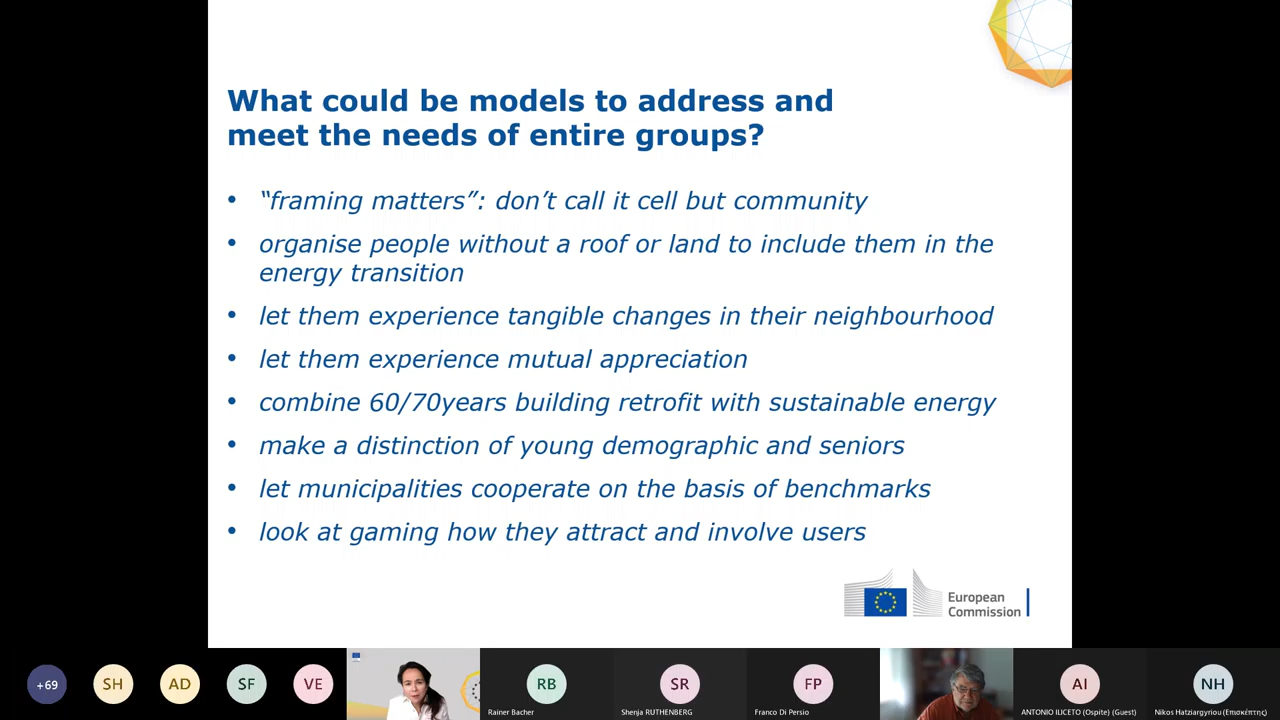 What could be models to address and
meet the needs of entire groups?
• “framing matters”: don’t call it cell but community
• organise people without a roof or land to include them in the
energy transition
• let them experience tangible changes in their neighbourhood
• let them experience mutual appreciation
• combine 60/70years building retrofit with sustainable energy
• make a distinction of young demographic and seniors
• let municipalities cooperate on the basis of benchmarks
• look at gaming how they attract and involve users
European
Commission
+69
SH
AD
SF
VE
RB
Rainer Bacher
SR
Shenja RUTHENBERG
FP
Franco Di Persio
AI
ANTONIO ILICETO (Ospite) (Guest)
NH
Nikos Hatziargyriou (Επισκέπτης)